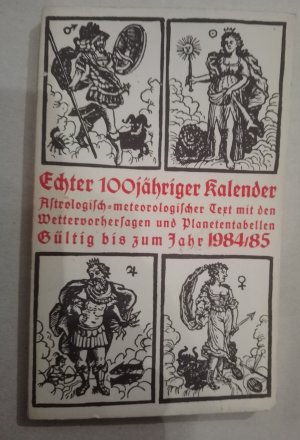 Echter 100jähriger Kalender
Astrologisch-meteorologischer Text mit den
Wettervorhersagen und Planetentabellen
Gültig bis zum Jahr 1984/85